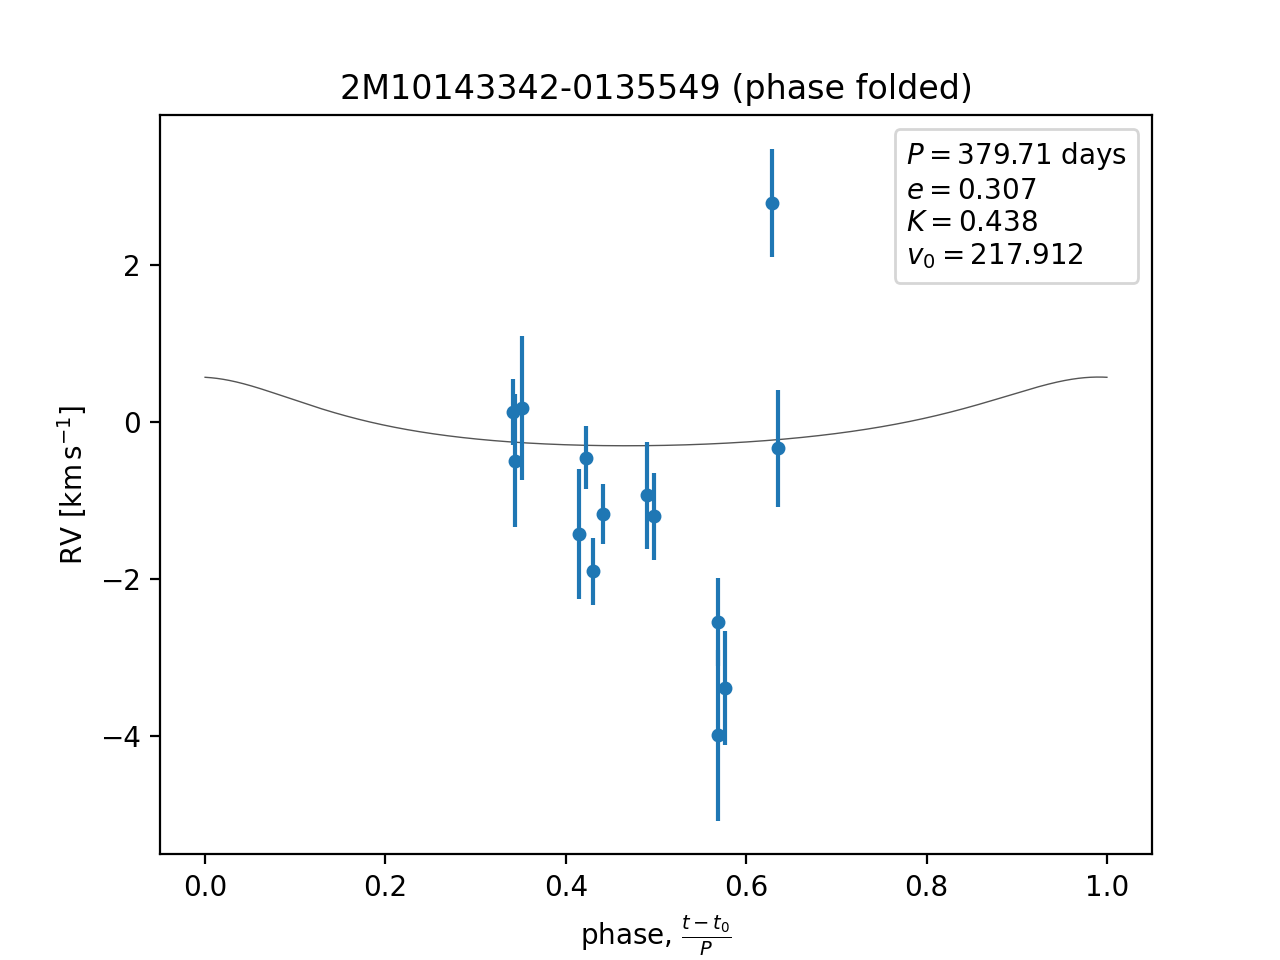 2M10143342-0135549 (phase folded)
P = 379.71 days
e = 0.307
K = 0.438
v₀ = 217.912
2
0
−2
−4
RV [km s⁻¹]
0.0 0.2 0.4 0.6 0.8 1.0
phase, (t − t₀)/P